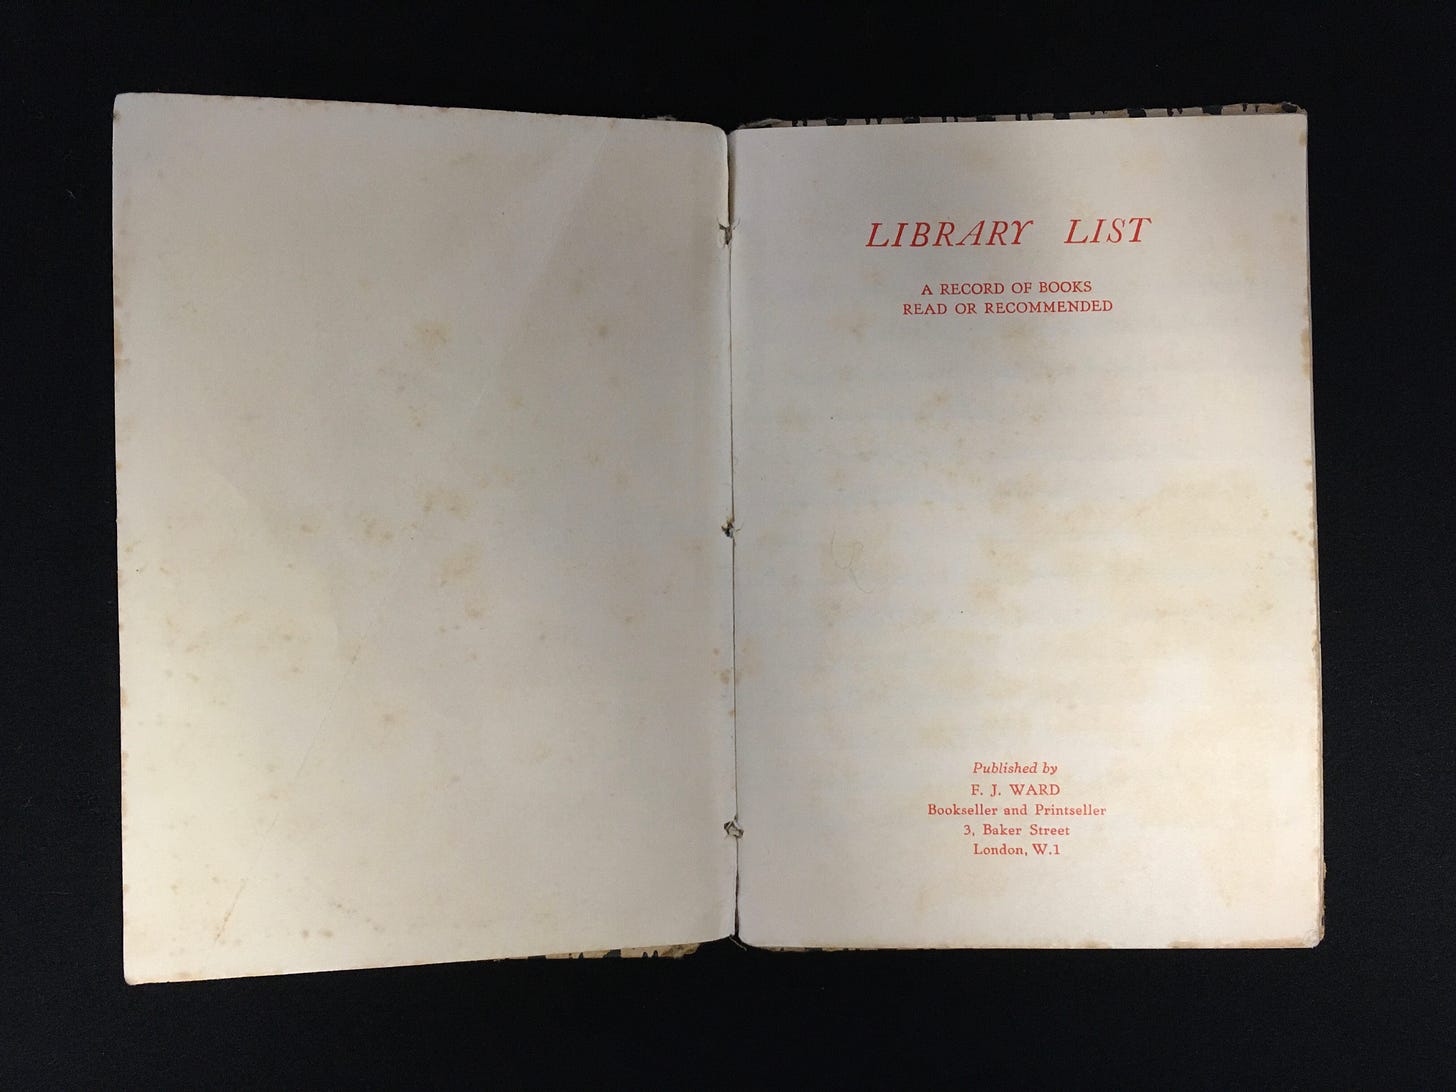 LIBRARY LIST
A RECORD OF BOOKS
READ OR RECOMMENDED
Published by
F. J. WARD
Bookseller and Printseller
3, Baker Street
London, W.1